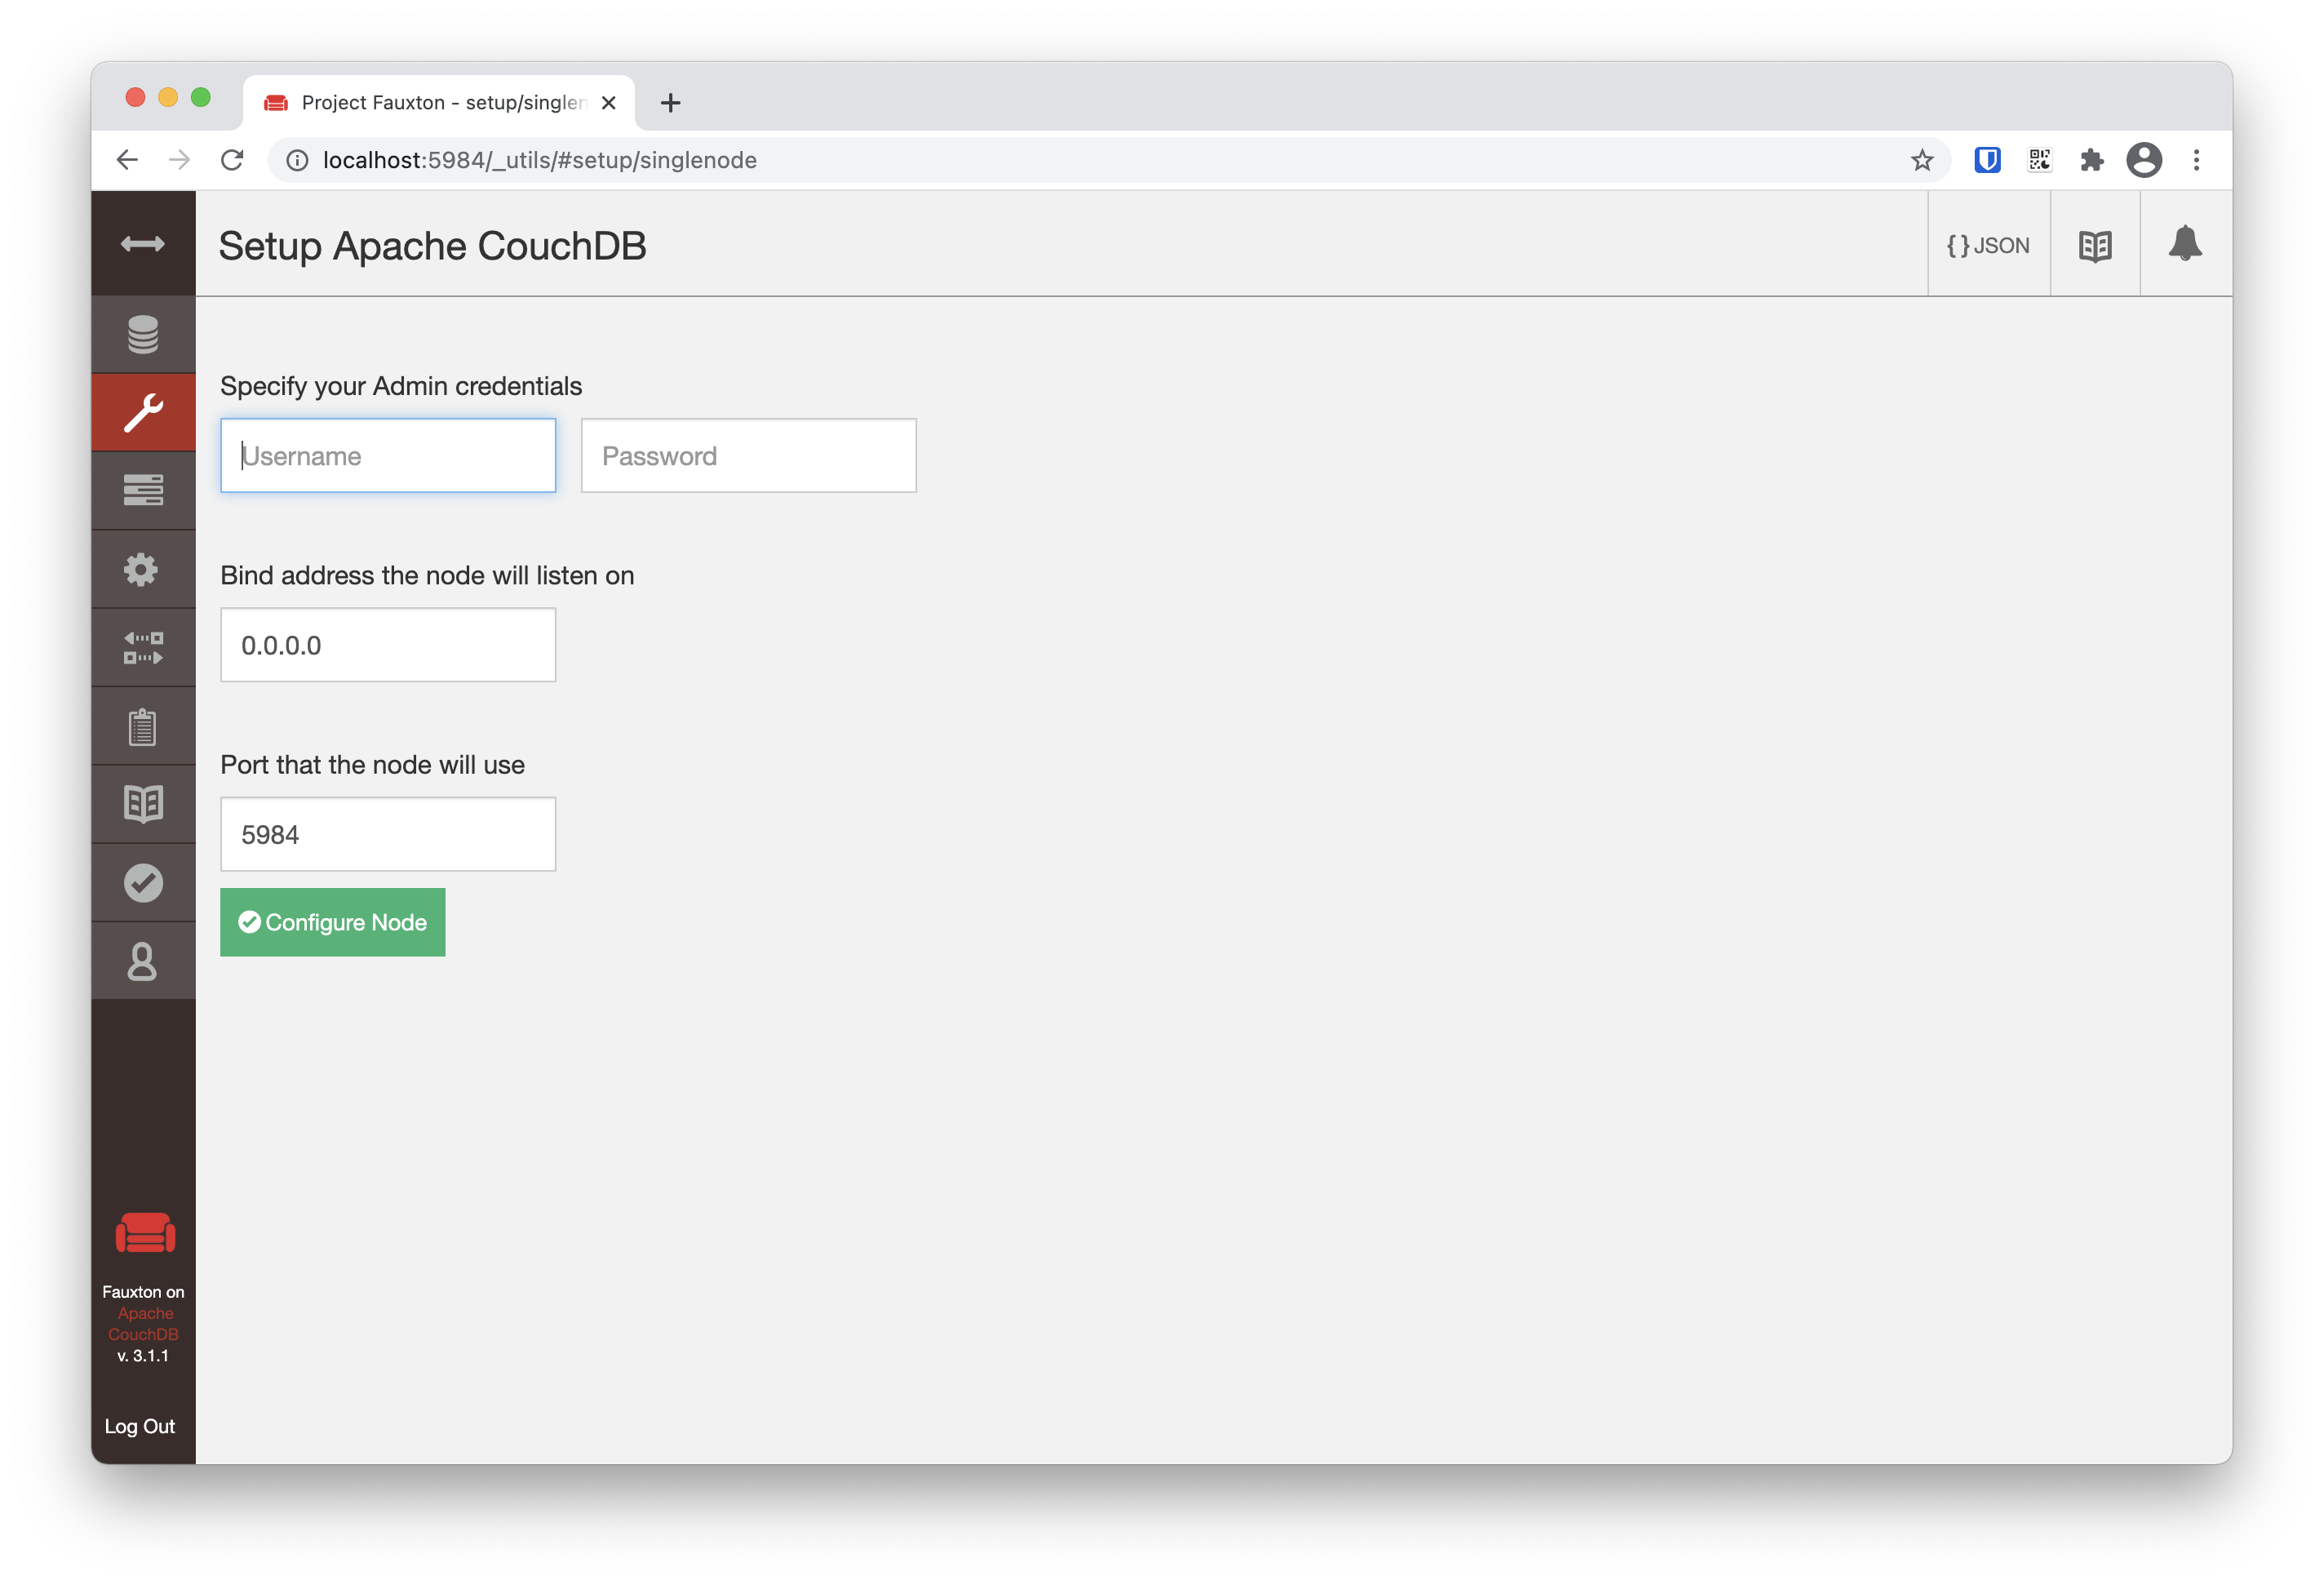 Project Fauxton - setup/singlen
localhost:5984/_utils/#setup/singlenode
Setup Apache CouchDB
{} JSON
Specify your Admin credentials
Username
Password
Bind address the node will listen on
0.0.0.0
Port that the node will use
5984
Configure Node
Fauxton on
Apache
CouchDB
v. 3.1.1
Log Out